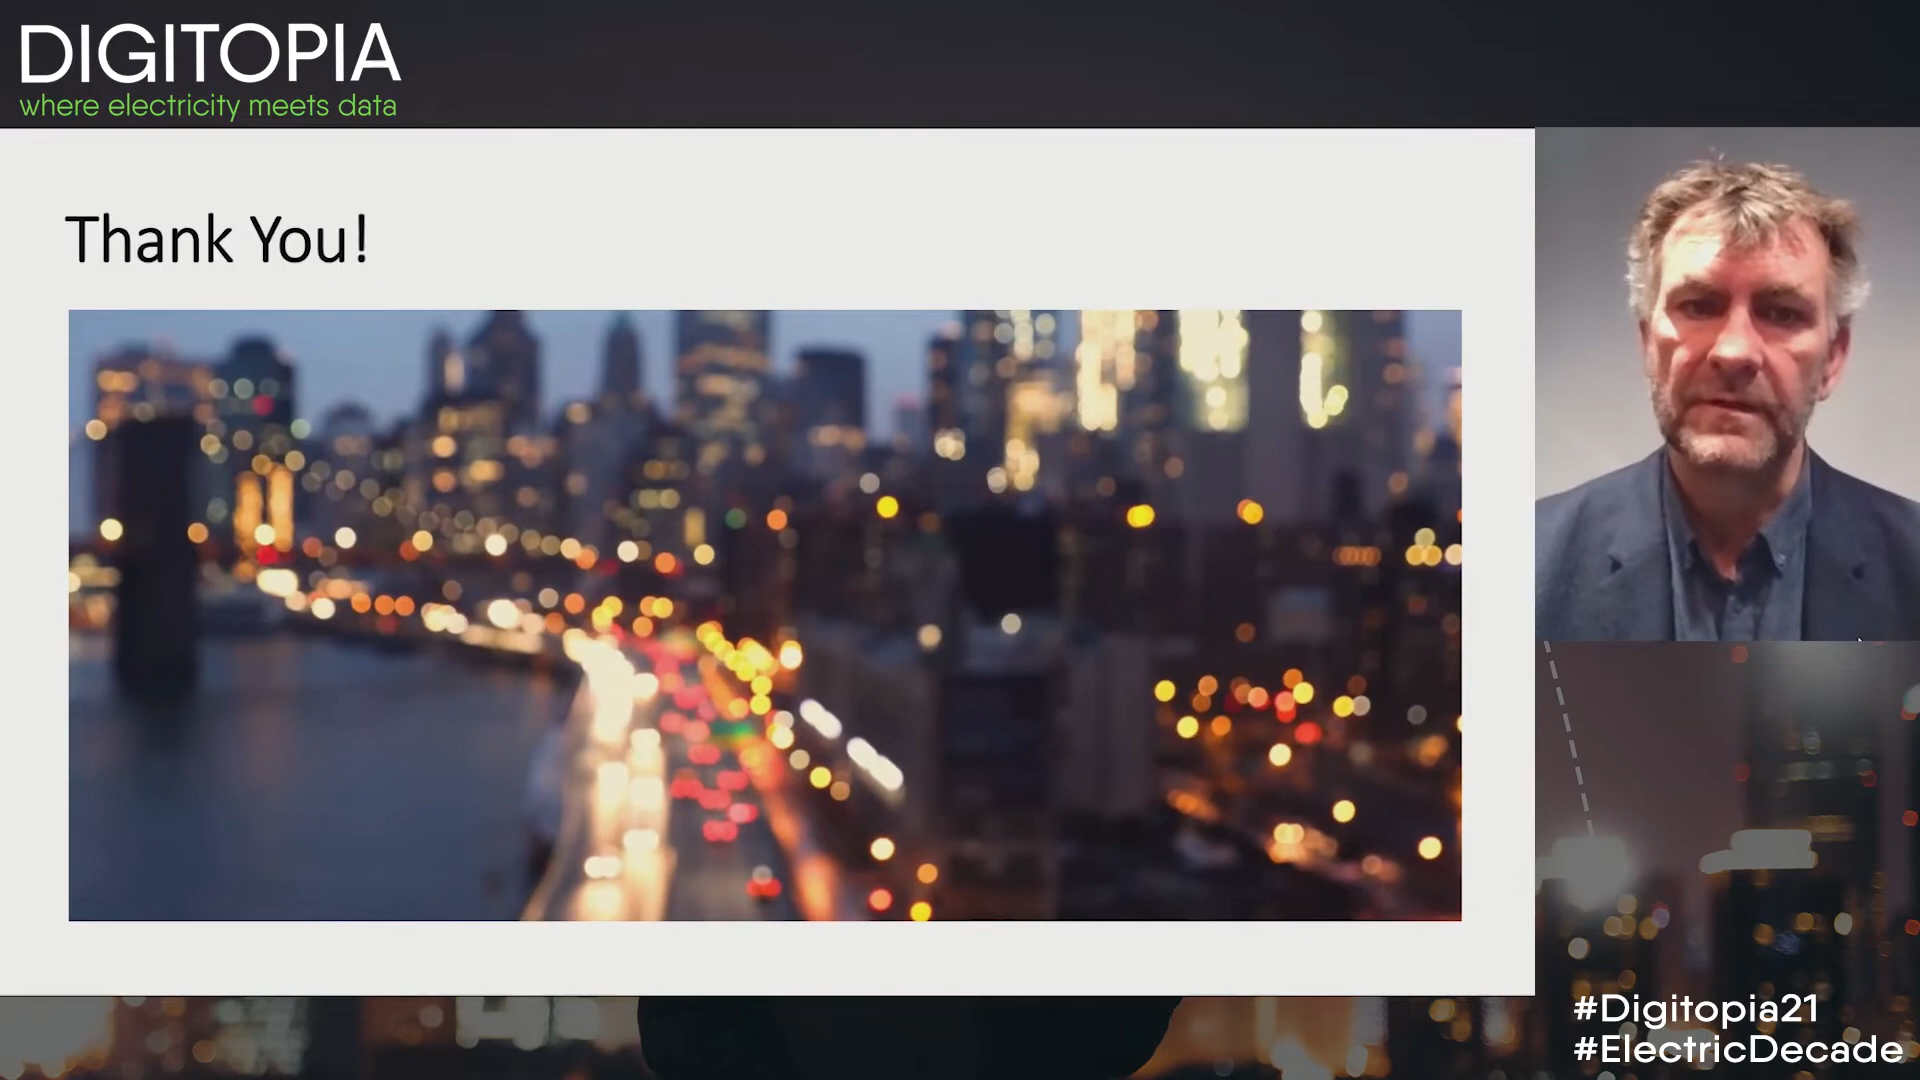 DIGITOPIA
where electricity meets data
Thank You!
#Digitopia21
#ElectricDecade